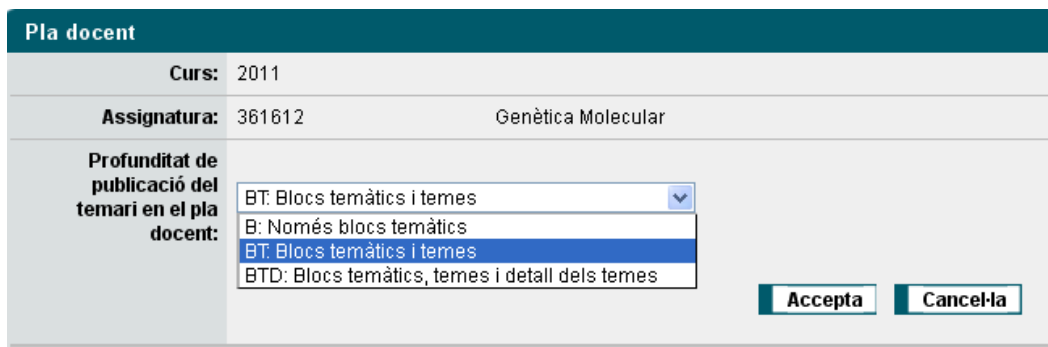 Pla docent
Curs: 2011
Assignatura: 361612 Genètica Molecular
Profunditat de
publicació del
temari en el pla
docent:
BT: Blocs temàtics i temes
B: Només blocs temàtics
BT: Blocs temàtics i temes
BTD: Blocs temàtics, temes i detall dels temes
Accepta Cancel·la